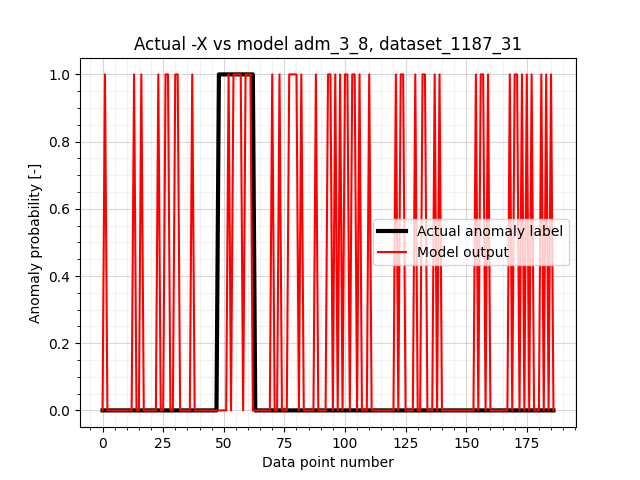 Actual -X vs model adm_3_8, dataset_1187_31
Anomaly probability [-]
1.0
0.8
0.6
0.4
0.2
0.0
Actual anomaly label
Model output
0 25 50 75 100 125 150 175
Data point number